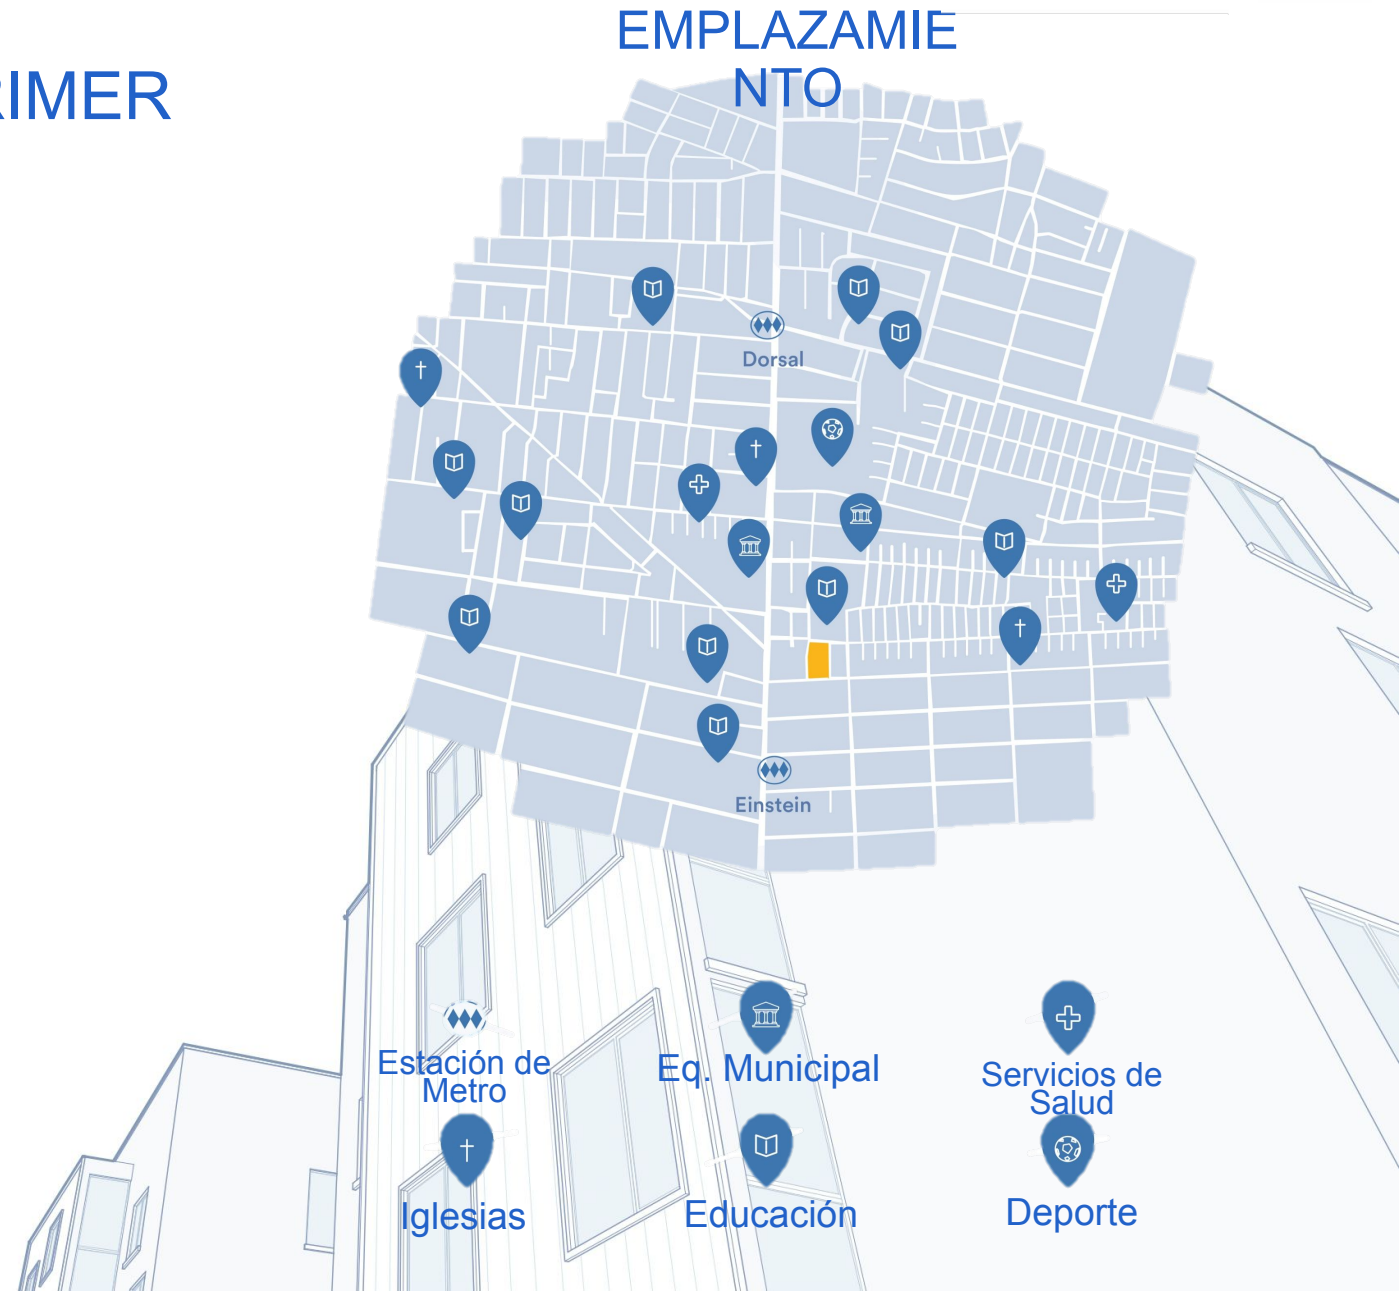 EMPLAZAMIE
NTO
RIMER
Dorsal
Einstein
Estación de
Metro
Eq. Municipal
Servicios de
Salud
Iglesias
Educación
Deporte